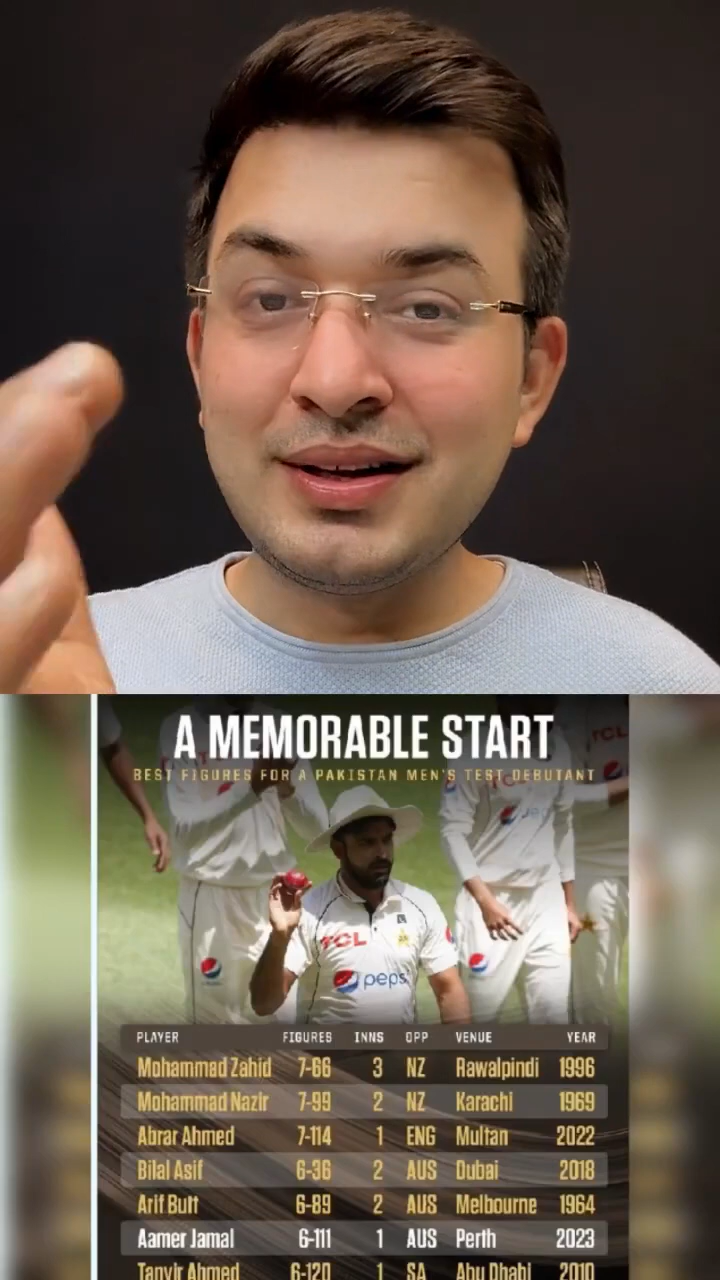 A MEMORABLE START
BEST FIGURES FOR A PAKISTAN MEN'S TEST DEBUTANT
TCL
TCL
pepsi
PLAYER FIGURES INNS OPP VENUE YEAR
Mohammad Zahid 7-66 3 NZ Rawalpindi 1996
Mohammad Nazir 7-99 2 NZ Karachi 1969
Abrar Ahmed 7-114 1 ENG Multan 2022
Bilal Asif 6-36 2 AUS Dubai 2018
Arif Butt 6-89 2 AUS Melbourne 1964
Aamer Jamal 6-111 1 AUS Perth 2023
Tanvir Ahmed 6-120 1 SA Abu Dhabi 2010